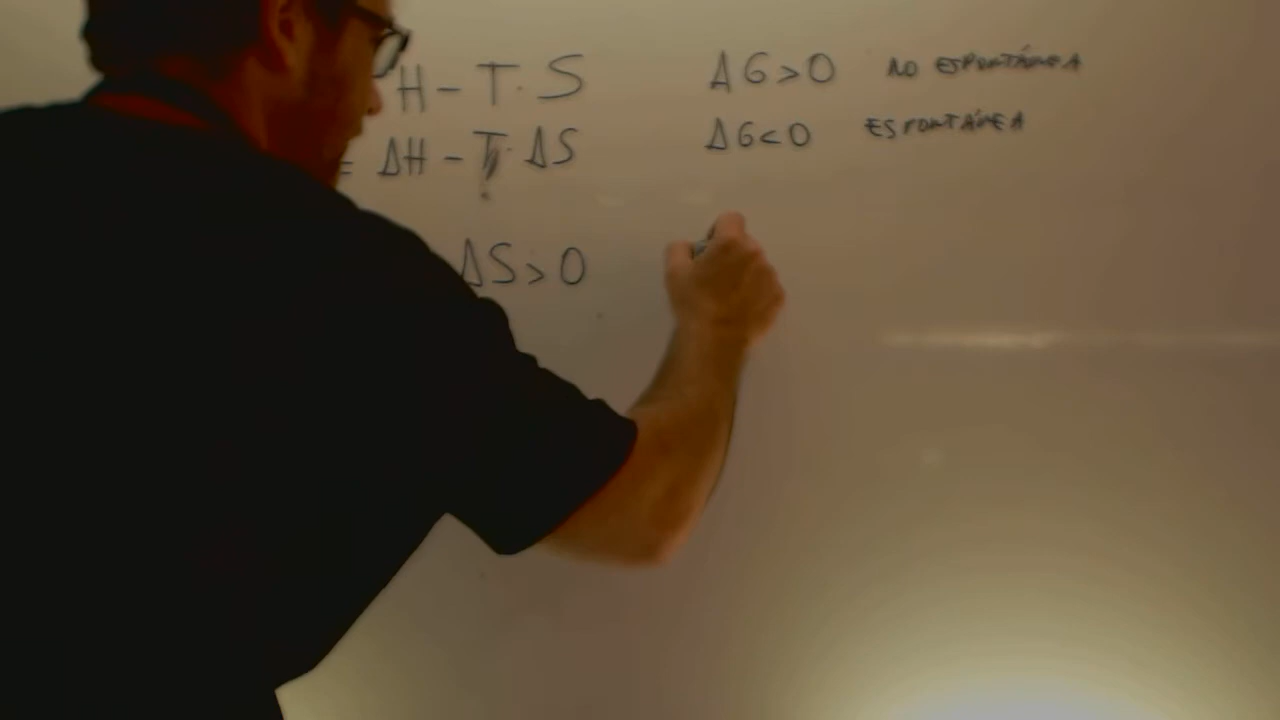 H - T · S
= ΔH - T · ΔS
ΔS > 0
ΔG > 0 NO ESPONTÁNEA
ΔG < 0 ESPONTÁNEA